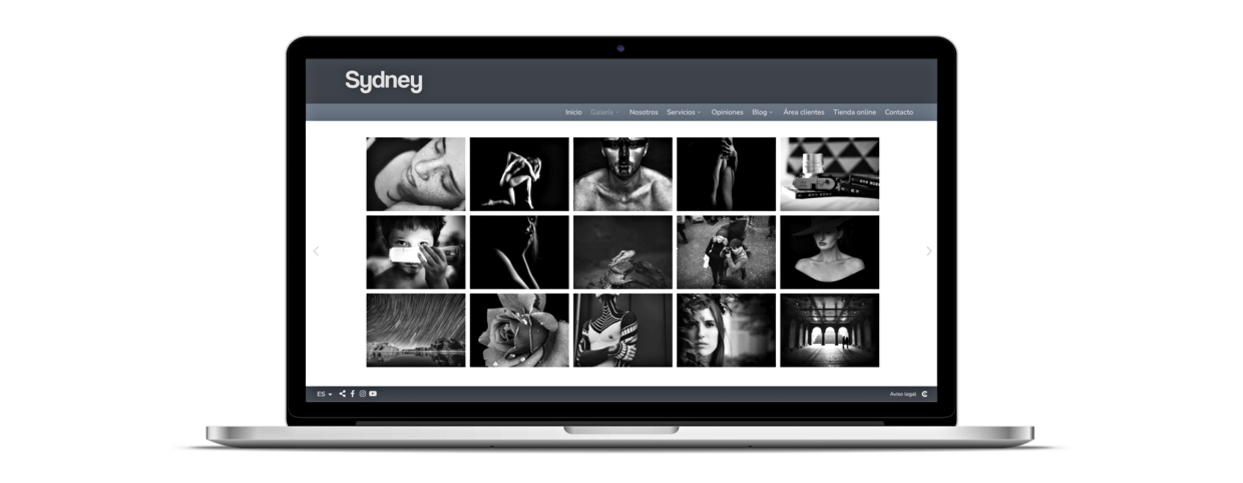 Sydney
Inicio Galería Nosotros Servicios Opiniones Blog Área clientes Tienda online Contacto
ES Aviso legal